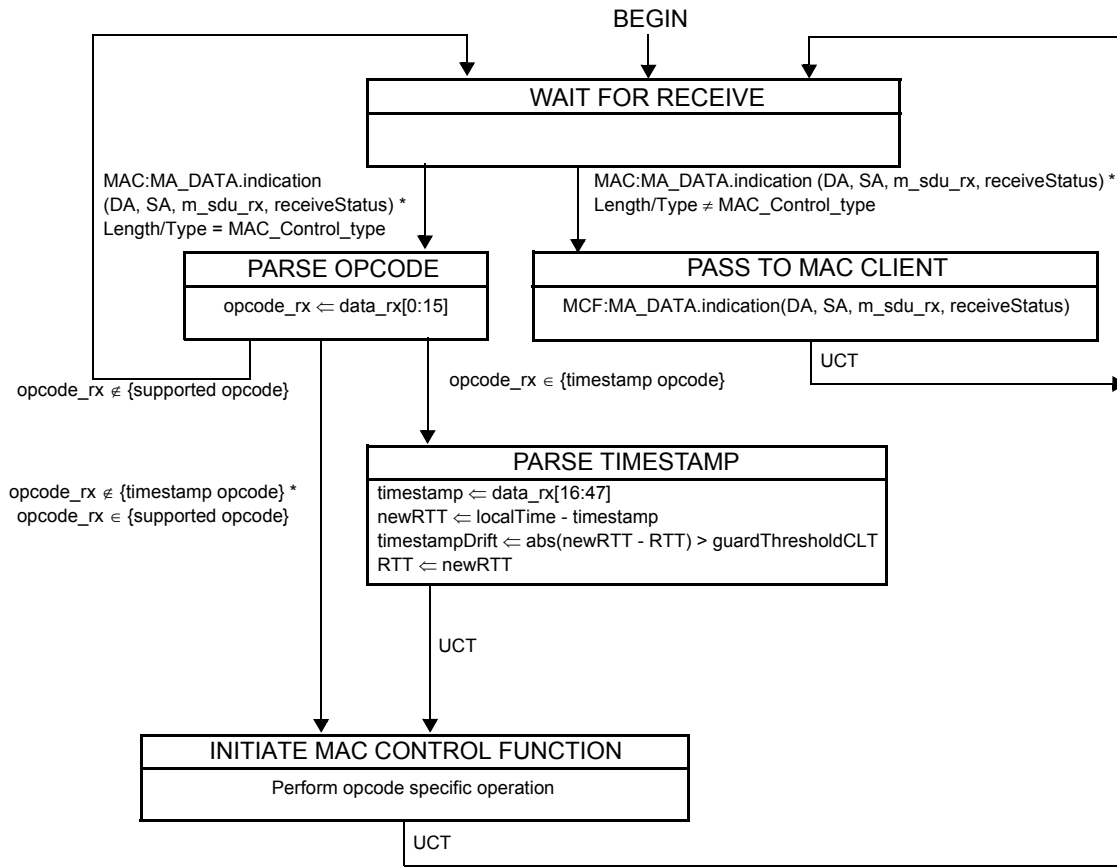 BEGIN
WAIT FOR RECEIVE
MAC:MA_DATA.indication
(DA, SA, m_sdu_rx, receiveStatus) *
Length/Type = MAC_Control_type
MAC:MA_DATA.indication (DA, SA, m_sdu_rx, receiveStatus) *
Length/Type ≠ MAC_Control_type
PARSE OPCODE
opcode_rx ⇐ data_rx[0:15]
PASS TO MAC CLIENT
MCF:MA_DATA.indication(DA, SA, m_sdu_rx, receiveStatus)
UCT
opcode_rx ∉ {supported opcode}
opcode_rx ∈ {timestamp opcode}
opcode_rx ∉ {timestamp opcode} *
opcode_rx ∈ {supported opcode}
PARSE TIMESTAMP
timestamp ⇐ data_rx[16:47]
newRTT ⇐ localTime - timestamp
timestampDrift ⇐ abs(newRTT - RTT) > guardThresholdCLT
RTT ⇐ newRTT
UCT
INITIATE MAC CONTROL FUNCTION
Perform opcode specific operation
UCT